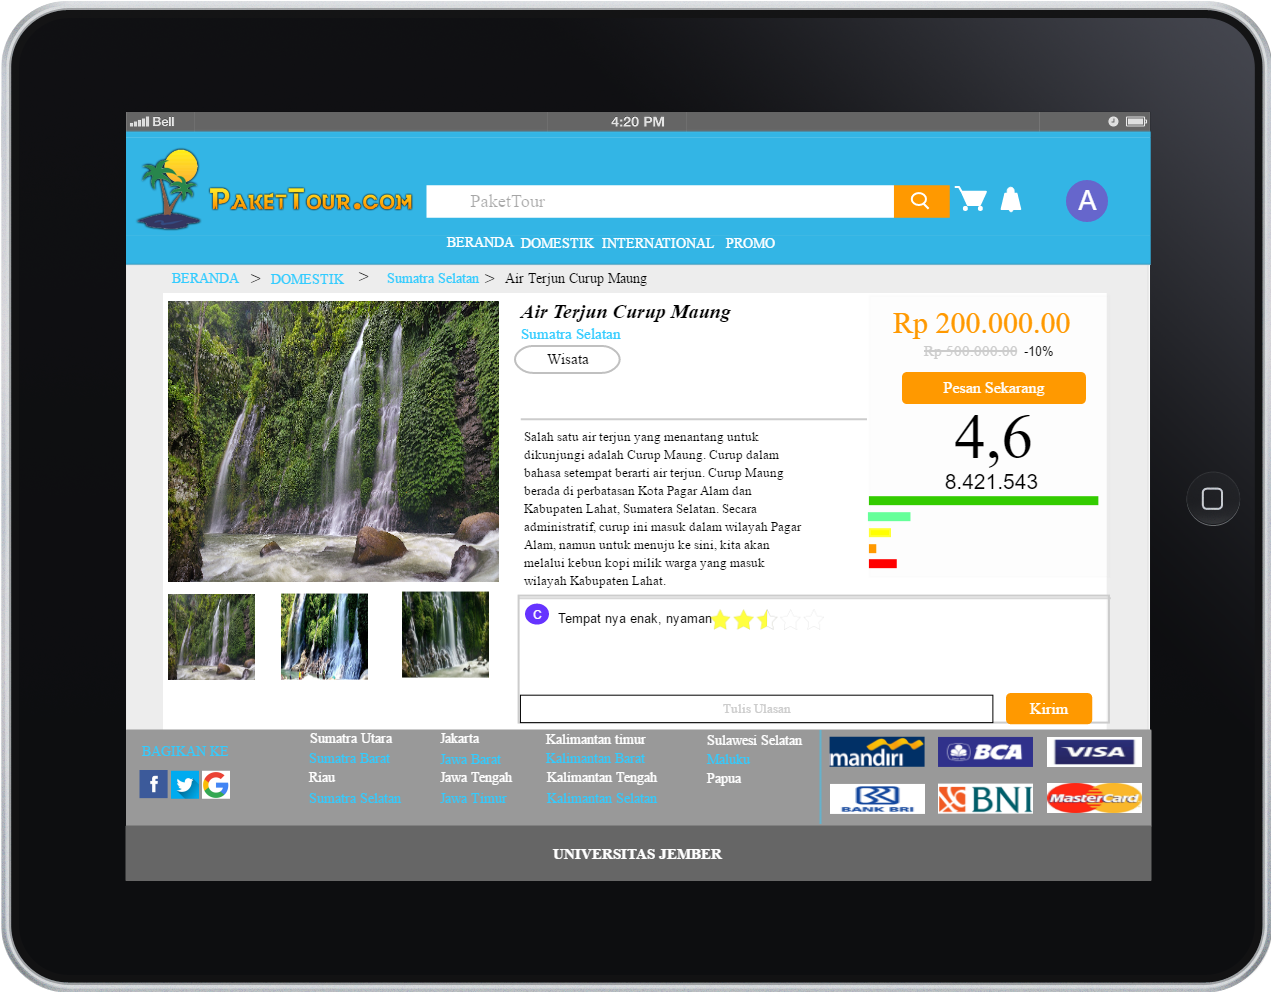 Bell
4:20 PM
PAKETTOUR.COM
PaketTour
A
BERANDA DOMESTIK INTERNATIONAL PROMO
BERANDA > DOMESTIK > Sumatra Selatan > Air Terjun Curup Maung
Air Terjun Curup Maung
Sumatra Selatan
Wisata
Rp 200.000.00
Rp 500.000.00 -10%
Pesan Sekarang
4,6
8.421.543
Salah satu air terjun yang menantang untuk
dikunjungi adalah Curup Maung. Curup dalam
bahasa setempat berarti air terjun. Curup Maung
berada di perbatasan Kota Pagar Alam dan
Kabupaten Lahat, Sumatera Selatan. Secara
administratif, curup ini masuk dalam wilayah Pagar
Alam, namun untuk menuju ke sini, kita akan
melalui kebun kopi milik warga yang masuk
wilayah Kabupaten Lahat.
C Tempat nya enak, nyaman
Tulis Ulasan
Kirim
BAGIKAN KE
f G
Sumatra Utara
Sumatra Barat
Riau
Sumatra Selatan
Jakarta
Jawa Barat
Jawa Tengah
Jawa Timur
Kalimantan timur
Kalimantan Barat
Kalimantan Tengah
Kalimantan Selatan
Sulawesi Selatan
Maluku
Papua
mandiri
BCA
VISA
BANK BRI
BNI
MasterCard
UNIVERSITAS JEMBER